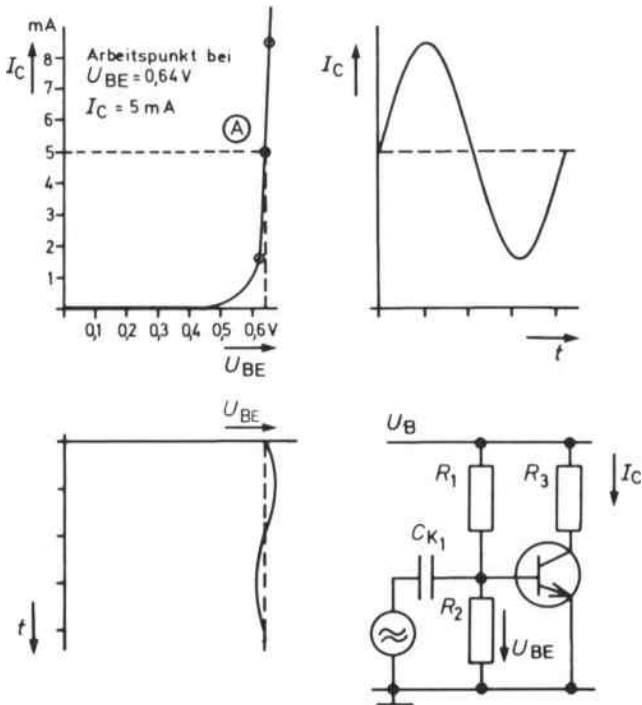 mA
I_C
8
7
6
5
4
3
2
1
Arbeitspunkt bei
U_BE = 0,64 V
I_C = 5 mA
A
0,1 0,2 0,3 0,4 0,5 0,6 V
U_BE
I_C
t
U_BE
t
U_B
R_1
R_3
I_C
C_K1
R_2
U_BE